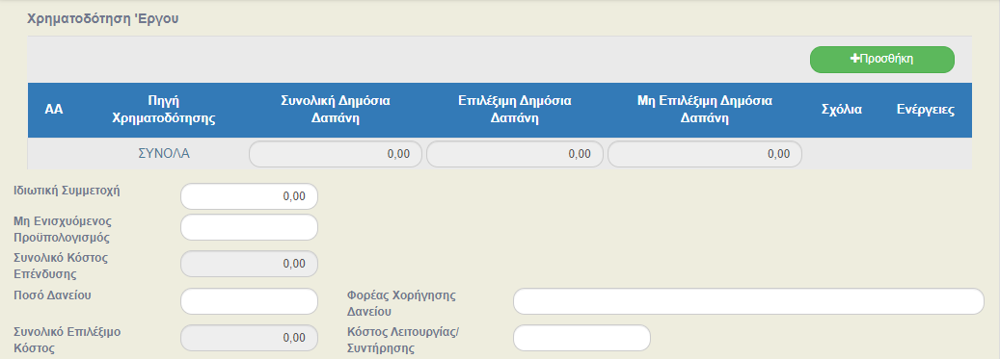 Χρηματοδότηση 'Εργου
+Προσθήκη
ΑΑ Πηγή Χρηματοδότησης Συνολική Δημόσια Δαπάνη Επιλέξιμη Δημόσια Δαπάνη Μη Επιλέξιμη Δημόσια Δαπάνη Σχόλια Ενέργειες
ΣΥΝΟΛΑ 0,00 0,00 0,00
Ιδιωτική Συμμετοχή 0,00
Μη Ενισχυόμενος
Προϋπολογισμός
Συνολικό Κόστος
Επένδυσης 0,00
Ποσό Δανείου
Φορέας Χορήγησης
Δανείου
Συνολικό Επιλέξιμο
Κόστος 0,00
Κόστος Λειτουργίας/
Συντήρησης